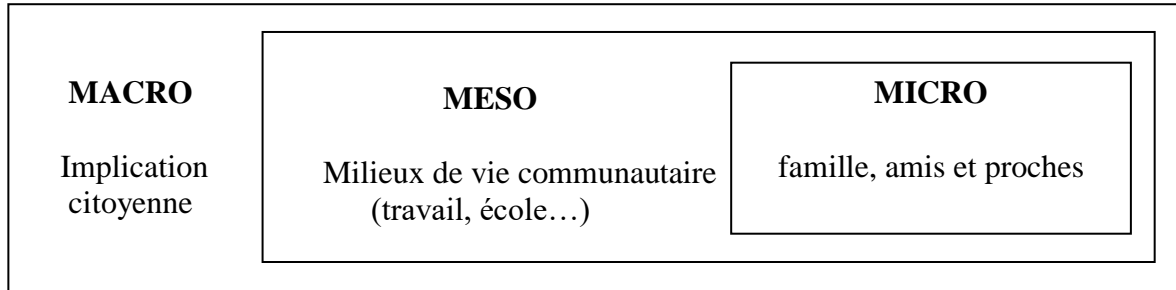 MACRO
Implication
citoyenne
MESO
Milieux de vie communautaire
(travail, école…)
MICRO
famille, amis et proches